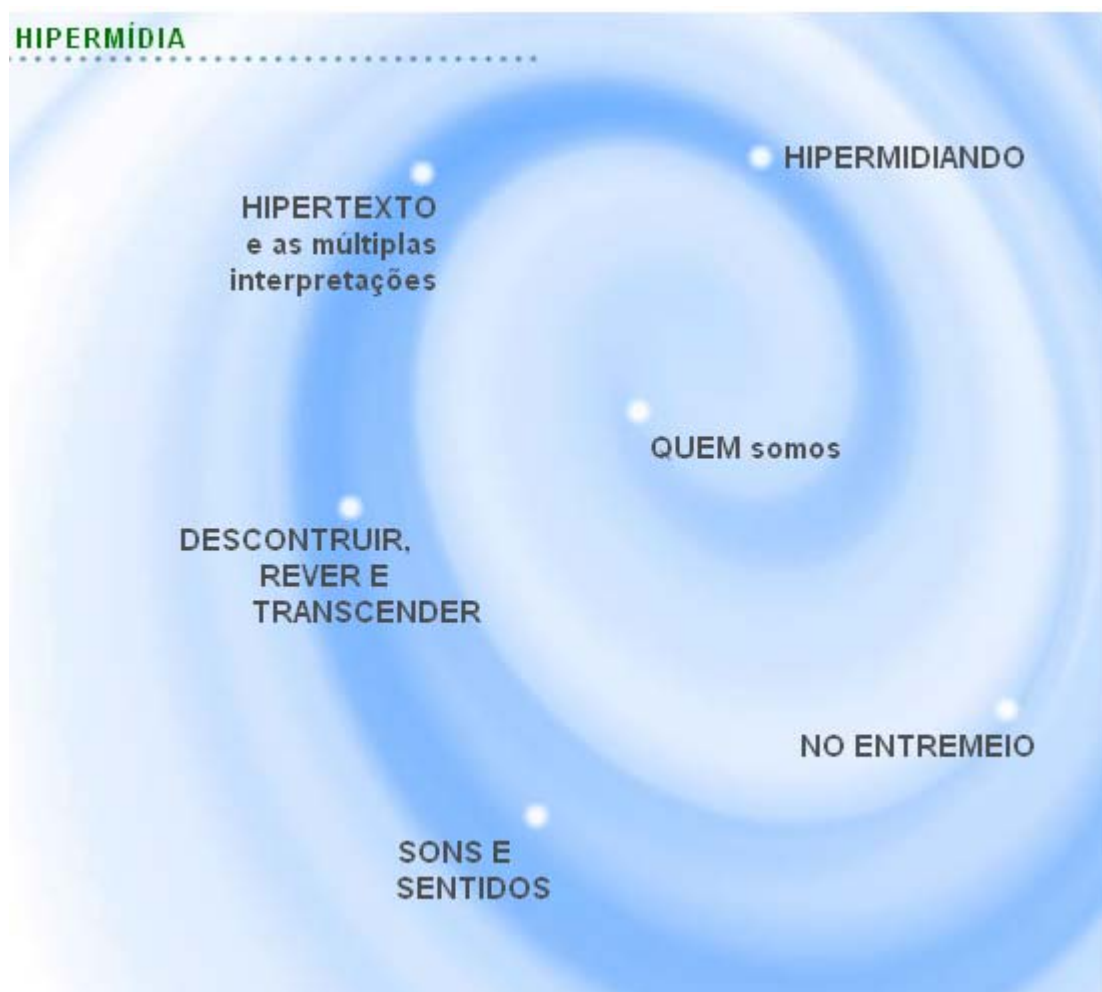 HIPERMÍDIA
HIPERMIDIANDO
HIPERTEXTO
e as múltiplas
interpretações
QUEM somos
DESCONTRUIR,
REVER E
TRANSCENDER
NO ENTREMEIO
SONS E
SENTIDOS